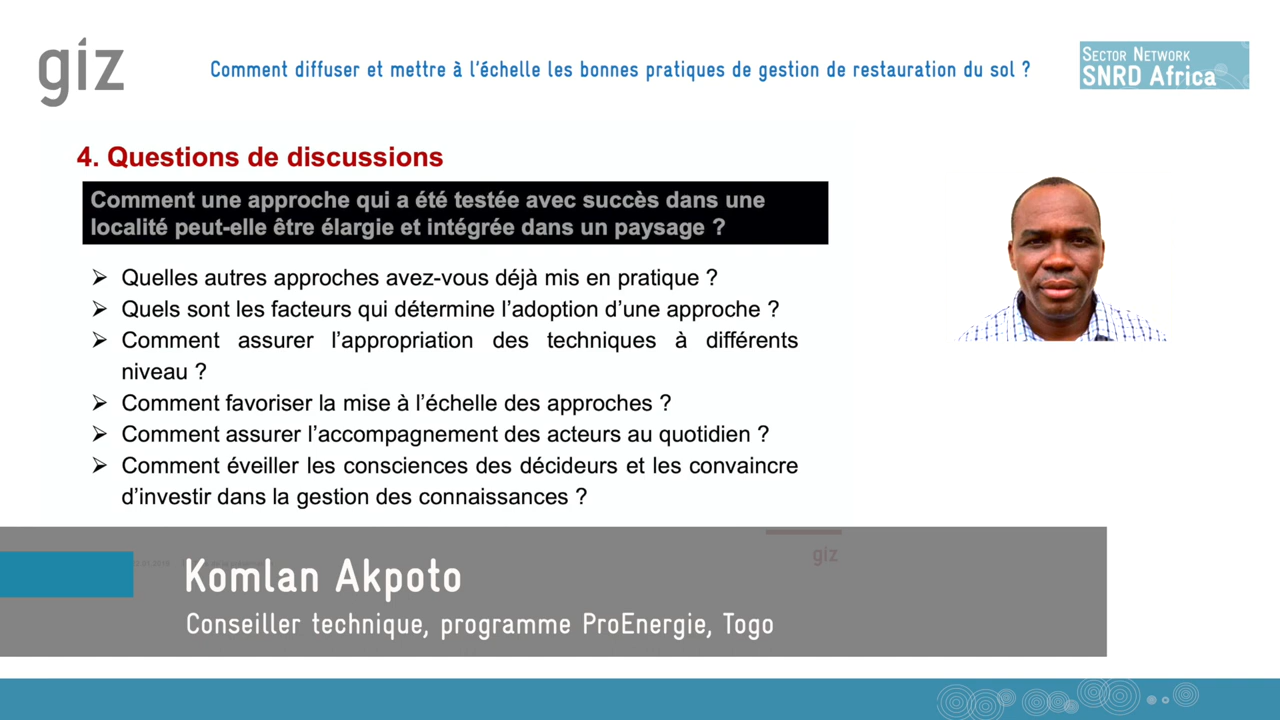 giz
Comment diffuser et mettre à l'échelle les bonnes pratiques de gestion de restauration du sol ?
SECTOR NETWORK
SNRD Africa
4. Questions de discussions
Comment une approche qui a été testée avec succès dans une
localité peut-elle être élargie et intégrée dans un paysage ?
➢ Quelles autres approches avez-vous déjà mis en pratique ?
➢ Quels sont les facteurs qui détermine l'adoption d'une approche ?
➢ Comment assurer l'appropriation des techniques à différents
niveau ?
➢ Comment favoriser la mise à l'échelle des approches ?
➢ Comment assurer l'accompagnement des acteurs au quotidien ?
➢ Comment éveiller les consciences des décideurs et les convaincre
d'investir dans la gestion des connaissances ?
giz
Komlan Akpoto
Conseiller technique, programme ProEnergie, Togo